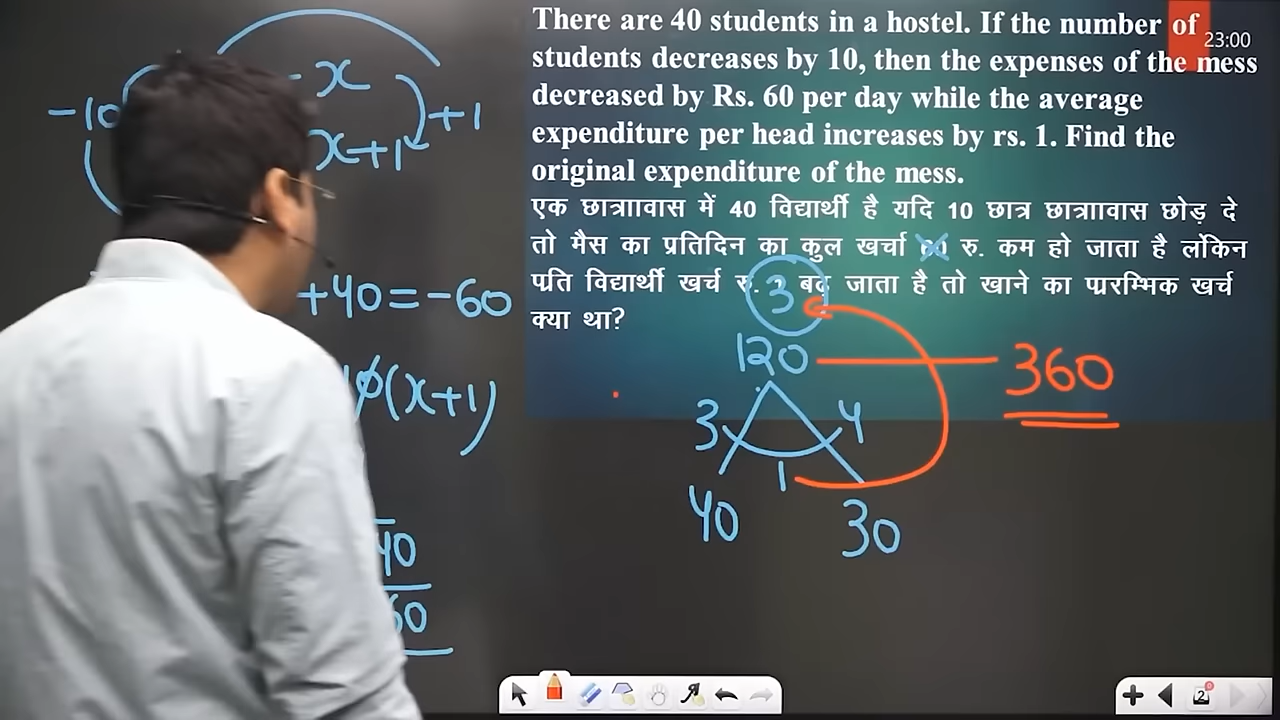 There are 40 students in a hostel. If the number of
students decreases by 10, then the expenses of the mess
decreased by Rs. 60 per day while the average
expenditure per head increases by rs. 1. Find the
original expenditure of the mess.
एक छात्राावास में 40 विद्यार्थी है यदि 10 छात्र छात्राावास छोड़ दे
तो मैस का प्रतिदिन का कुल खर्चा रु. कम हो जाता है लेकिन
प्रति विद्यार्थी खर्च रु. बढ़ जाता है तो खाने का प्रारम्भिक खर्च
क्या था?
23:00
-x
-10
+1
x+1
+40=-60
(x+1)
40
60
3
120
360
3 4
1
40 30
2